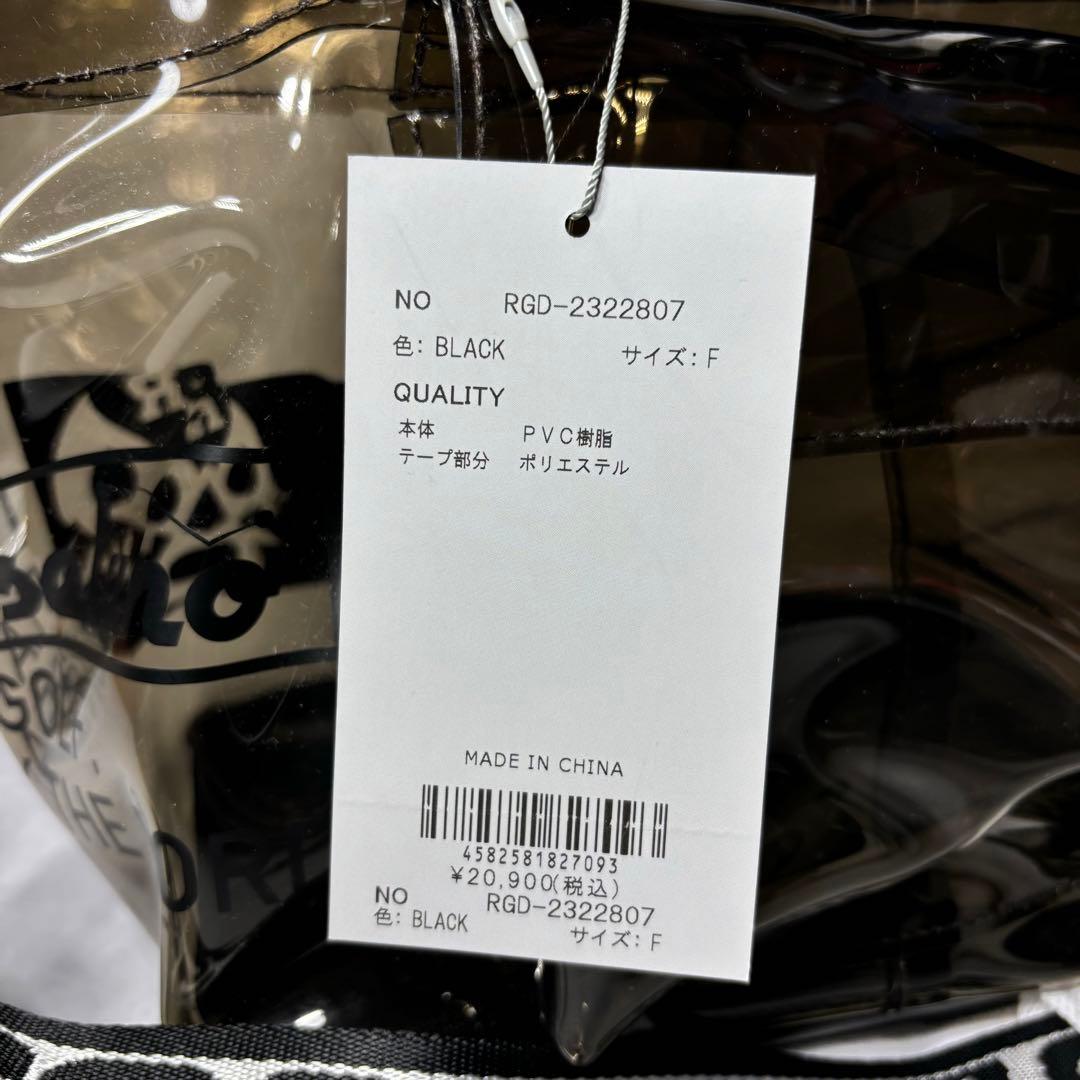 NO RGD-2322807
色: BLACK サイズ: F
QUALITY
本体 PVC樹脂
テープ部分 ポリエステル
MADE IN CHINA
4582581827093
¥20,900(税込)
NO RGD-2322807
色: BLACK サイズ: F
THE